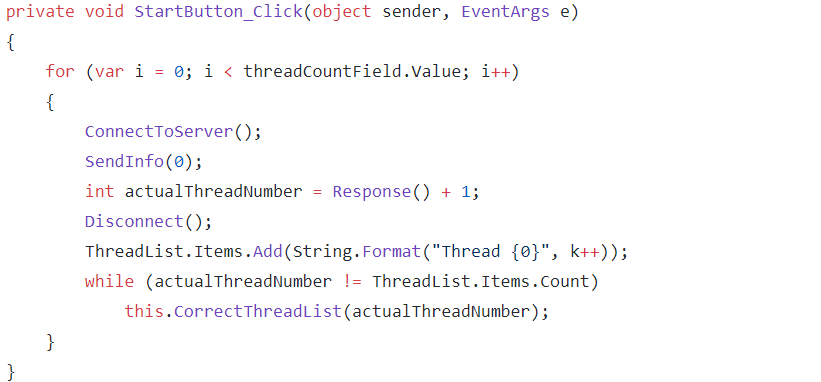 private void StartButton_Click(object sender, EventArgs e)
{
    for (var i = 0; i < threadCountField.Value; i++)
    {
        ConnectToServer();
        SendInfo(0);
        int actualThreadNumber = Response() + 1;
        Disconnect();
        ThreadList.Items.Add(String.Format("Thread {0}", k++));
        while (actualThreadNumber != ThreadList.Items.Count)
            this.CorrectThreadList(actualThreadNumber);
    }
}